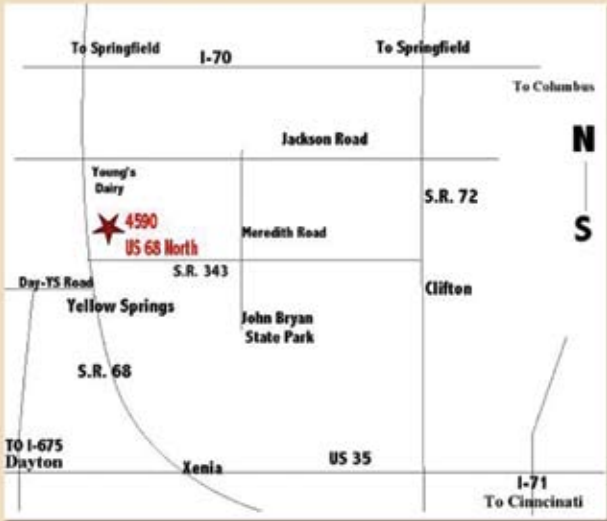 To Springfield
To Springfield
I-70
To Columbus
Jackson Road
N
Young's
Dairy
S.R. 72
4590
US 68 North
Meredith Road
S
S.R. 343
Day-YS Road
Clifton
Yellow Springs
John Bryan
State Park
S.R. 68
TO I-675
Dayton
Xenia
US 35
I-71
To Cinncinati